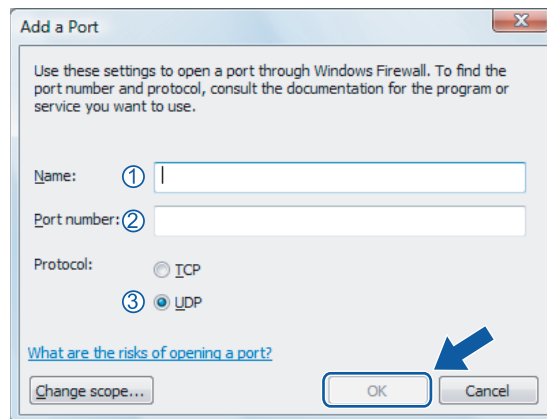 Add a Port
Use these settings to open a port through Windows Firewall. To find the
port number and protocol, consult the documentation for the program or
service you want to use.
Name: ①
Port number: ②
Protocol: TCP
③ UDP
What are the risks of opening a port?
Change scope... OK Cancel